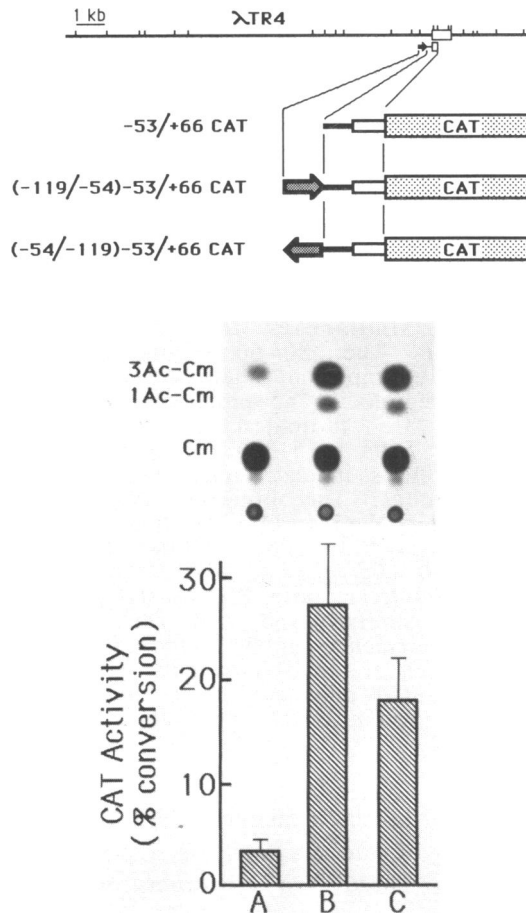 1 kb λTR4
-53/+66 CAT CAT
(-119/-54)-53/+66 CAT CAT
(-54/-119)-53/+66 CAT CAT
3Ac-Cm
1Ac-Cm
Cm
CAT Activity
(% conversion)
30
20
10
0
A B C